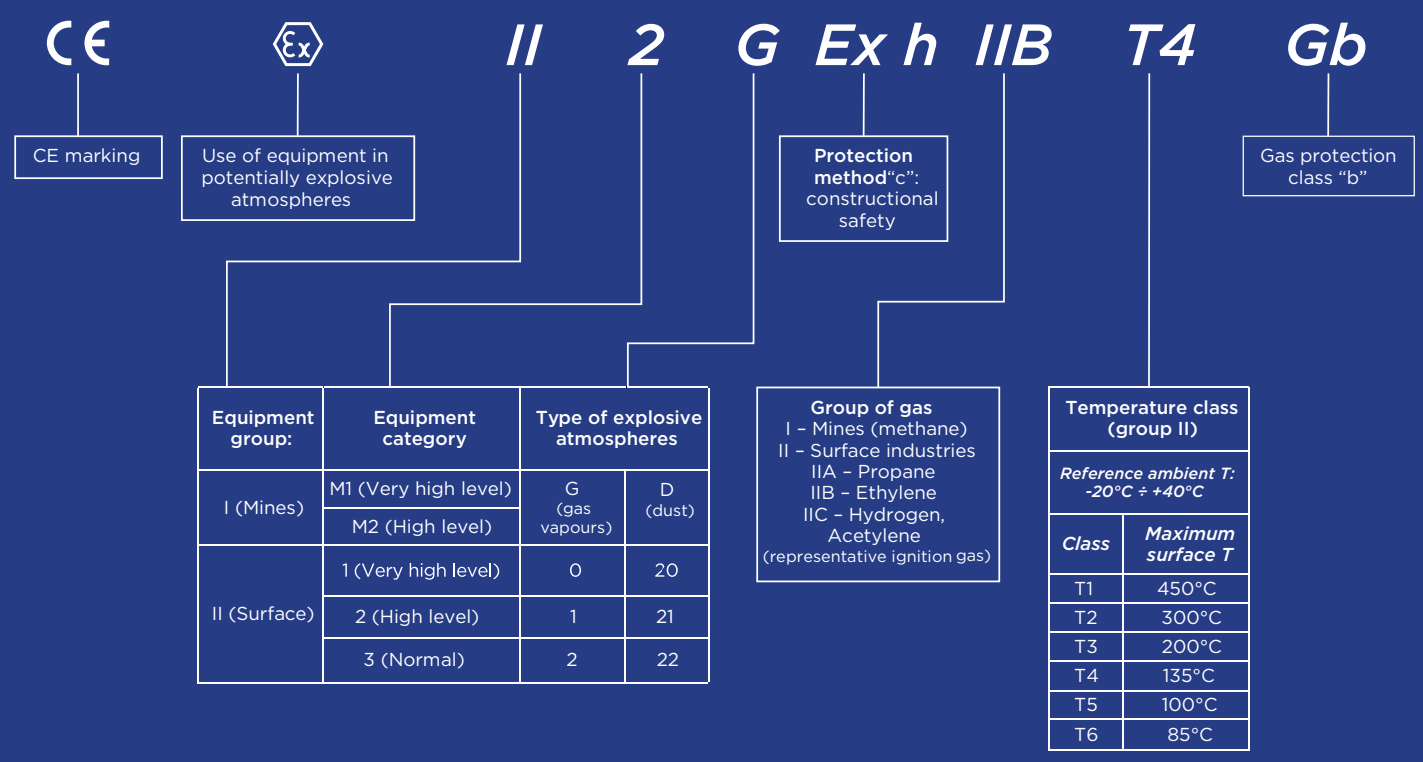 CE Ex II 2 G Ex h IIB T4 Gb
CE marking
Use of equipment in
potentially explosive
atmospheres
Protection
method“c”:
constructional
safety
Gas protection
class “b”
Equipment
group:
Equipment
category
Type of explosive
atmospheres
I (Mines)
M1 (Very high level)
M2 (High level)
G
(gas
vapours)
D
(dust)
II (Surface)
1 (Very high level)
0
20
2 (High level)
1
21
3 (Normal)
2
22
Group of gas
I – Mines (methane)
II – Surface industries
IIA – Propane
IIB – Ethylene
IIC – Hydrogen,
Acetylene
(representative ignition gas)
Temperature class
(group II)
Reference ambient T:
-20°C ÷ +40°C
Class
Maximum
surface T
T1 450°C
T2 300°C
T3 200°C
T4 135°C
T5 100°C
T6 85°C